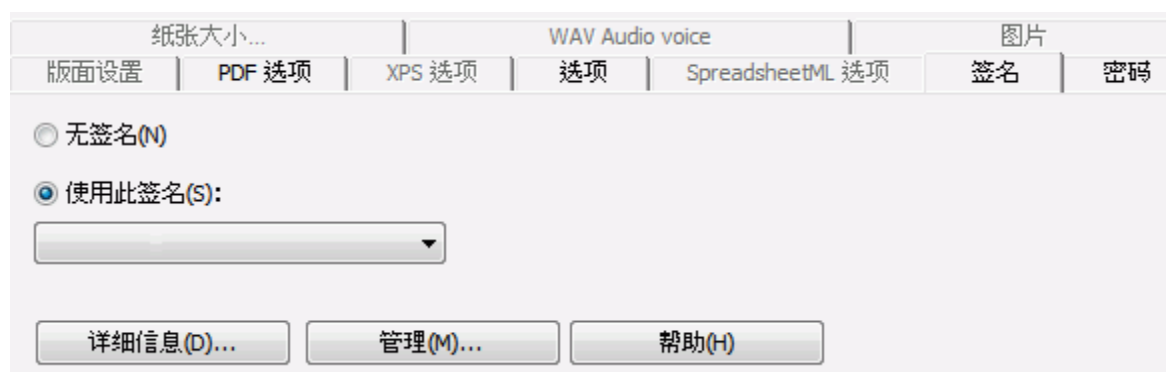 纸张大小... WAV Audio voice 图片
版面设置 PDF 选项 XPS 选项 选项 SpreadsheetML 选项 签名 密码
无签名(N)
使用此签名(S):
详细信息(D)... 管理(M)... 帮助(H)